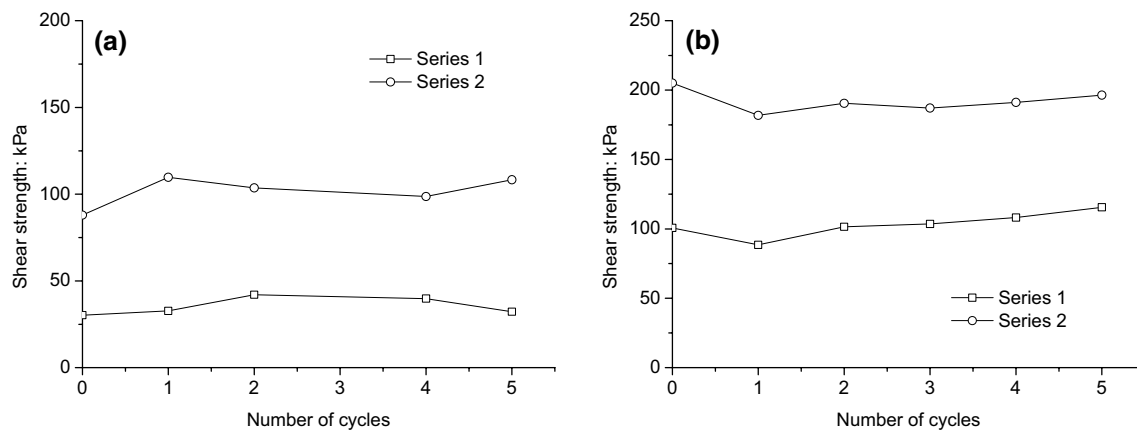 (a)
Series 1
Series 2
200
150
100
50
0
Shear strength: kPa
0 1 2 3 4 5
Number of cycles
(b)
250
200
150
100
50
0
Shear strength: kPa
Series 1
Series 2
0 1 2 3 4 5
Number of cycles